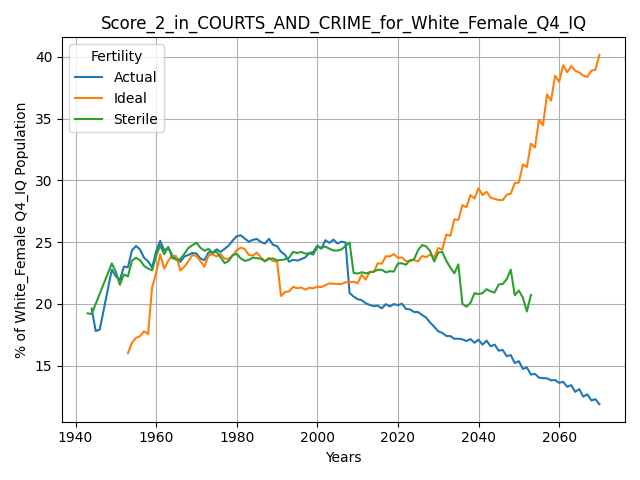 Score_2_in_COURTS_AND_CRIME_for_White_Female_Q4_IQ
Fertility
Actual
Ideal
Sterile
% of White_Female Q4_IQ Population
40
35
30
25
20
15
1940
1960
1980
2000
2020
2040
2060
Years